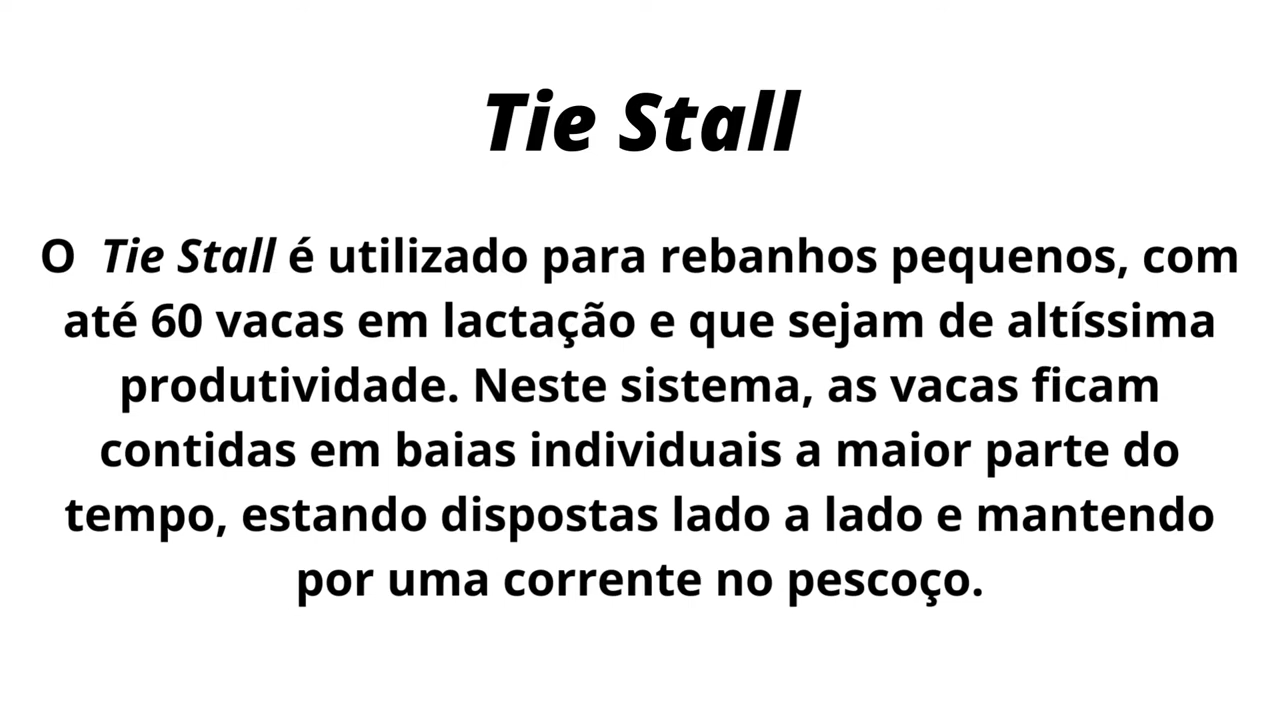 Tie Stall
O Tie Stall é utilizado para rebanhos pequenos, com
até 60 vacas em lactação e que sejam de altíssima
produtividade. Neste sistema, as vacas ficam
contidas em baias individuais a maior parte do
tempo, estando dispostas lado a lado e mantendo
por uma corrente no pescoço.